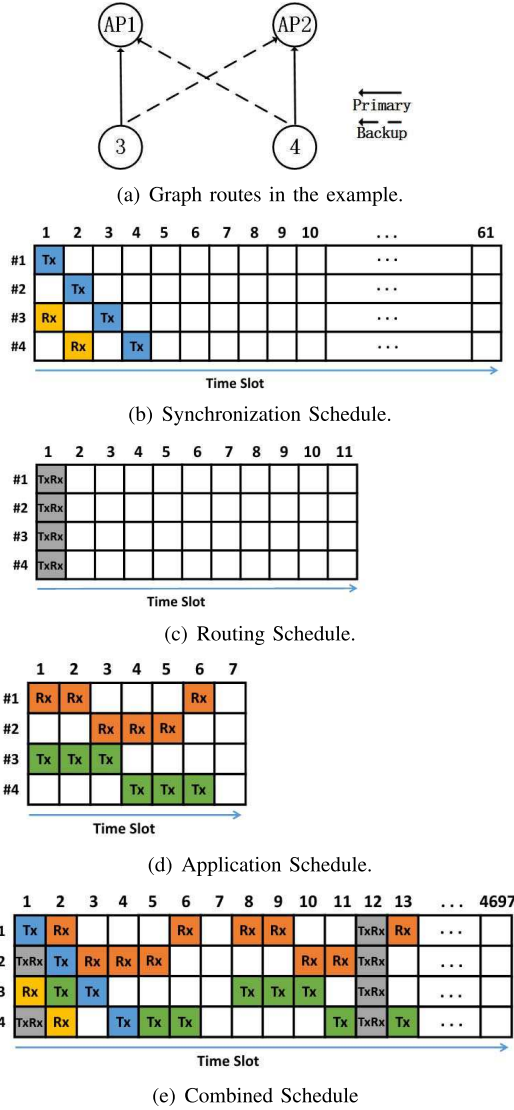 AP1 AP2
3 4
Primary
Backup
(a) Graph routes in the example.
1 2 3 4 5 6 7 8 9 10 ... 61
#1 Tx ...
#2 Tx ...
#3 Rx Tx ...
#4 Rx Tx ...
Time Slot
(b) Synchronization Schedule.
1 2 3 4 5 6 7 8 9 10 11
#1 TxRx
#2 TxRx
#3 TxRx
#4 TxRx
Time Slot
(c) Routing Schedule.
1 2 3 4 5 6 7
#1 Rx Rx Rx
#2 Rx Rx Rx
#3 Tx Tx Tx
#4 Tx Tx Tx
Time Slot
(d) Application Schedule.
1 2 3 4 5 6 7 8 9 10 11 12 13 ... 4697
1 Tx Rx Rx Rx Rx TxRx Rx ...
2 TxRx Tx Rx Rx Rx Rx Rx TxRx ...
3 Rx Tx Tx Tx Tx Tx TxRx ...
4 TxRx Rx Tx Tx Tx Tx TxRx Tx ...
Time Slot
(e) Combined Schedule